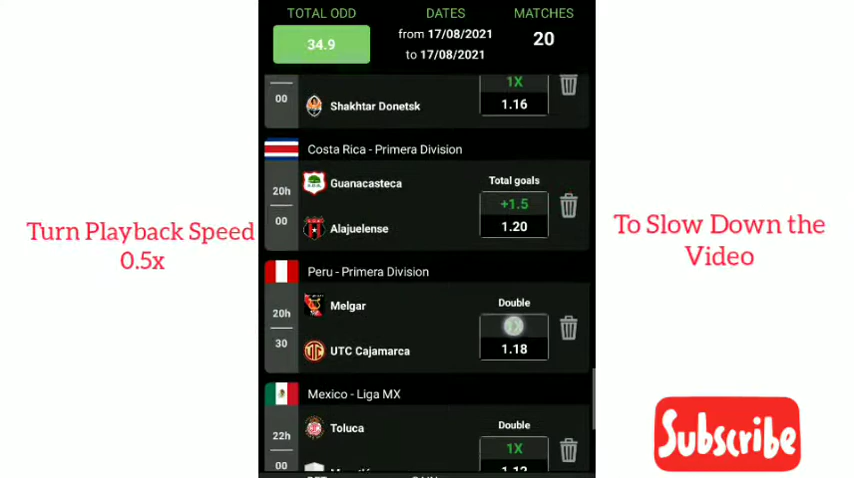 TOTAL ODD
DATES
MATCHES
34.9
from 17/08/2021
to 17/08/2021
20
00
Shakhtar Donetsk
1X
1.16
Costa Rica - Primera Division
20h
00
Guanacasteca
Alajuelense
Total goals
+1.5
1.20
Peru - Primera Division
20h
30
Melgar
UTC Cajamarca
Double
1.18
Mexico - Liga MX
22h
00
Toluca
Double
1X
Turn Playback Speed
0.5x
To Slow Down the
Video
Subscribe